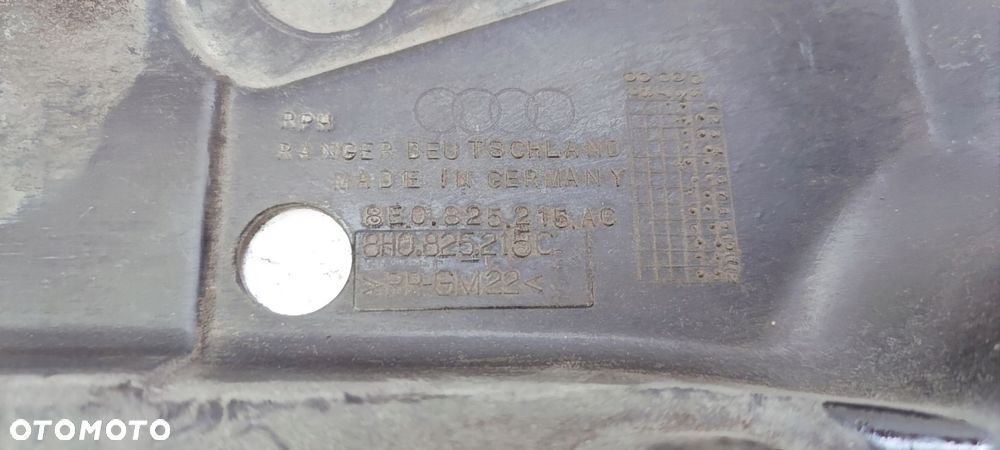 RPH
RANGER DEUTSCHLAND
MADE IN GERMANY
8E0.825.215.AC
8H0.825215C
>PP-GM22<
OTOMOTO